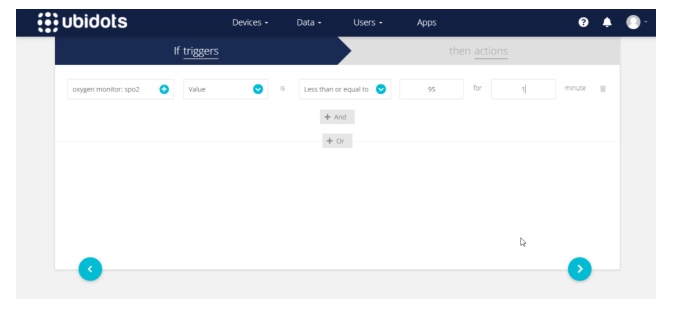 ubidots Devices Data Users Apps
If triggers then actions
oxygen monitor: spo2 Value is Less than or equal to 95 for 1 minute
+ And
+ Or